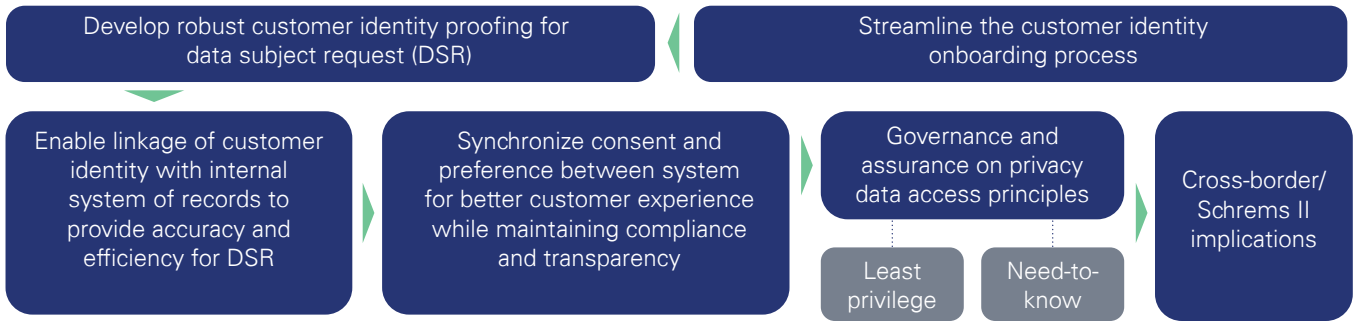 Develop robust customer identity proofing for
data subject request (DSR)
Streamline the customer identity
onboarding process
Enable linkage of customer
identity with internal
system of records to
provide accuracy and
efficiency for DSR
Synchronize consent and
preference between system
for better customer experience
while maintaining compliance
and transparency
Governance and
assurance on privacy
data access principles
Least
privilege
Need-to-
know
Cross-border/
Schrems II
implications